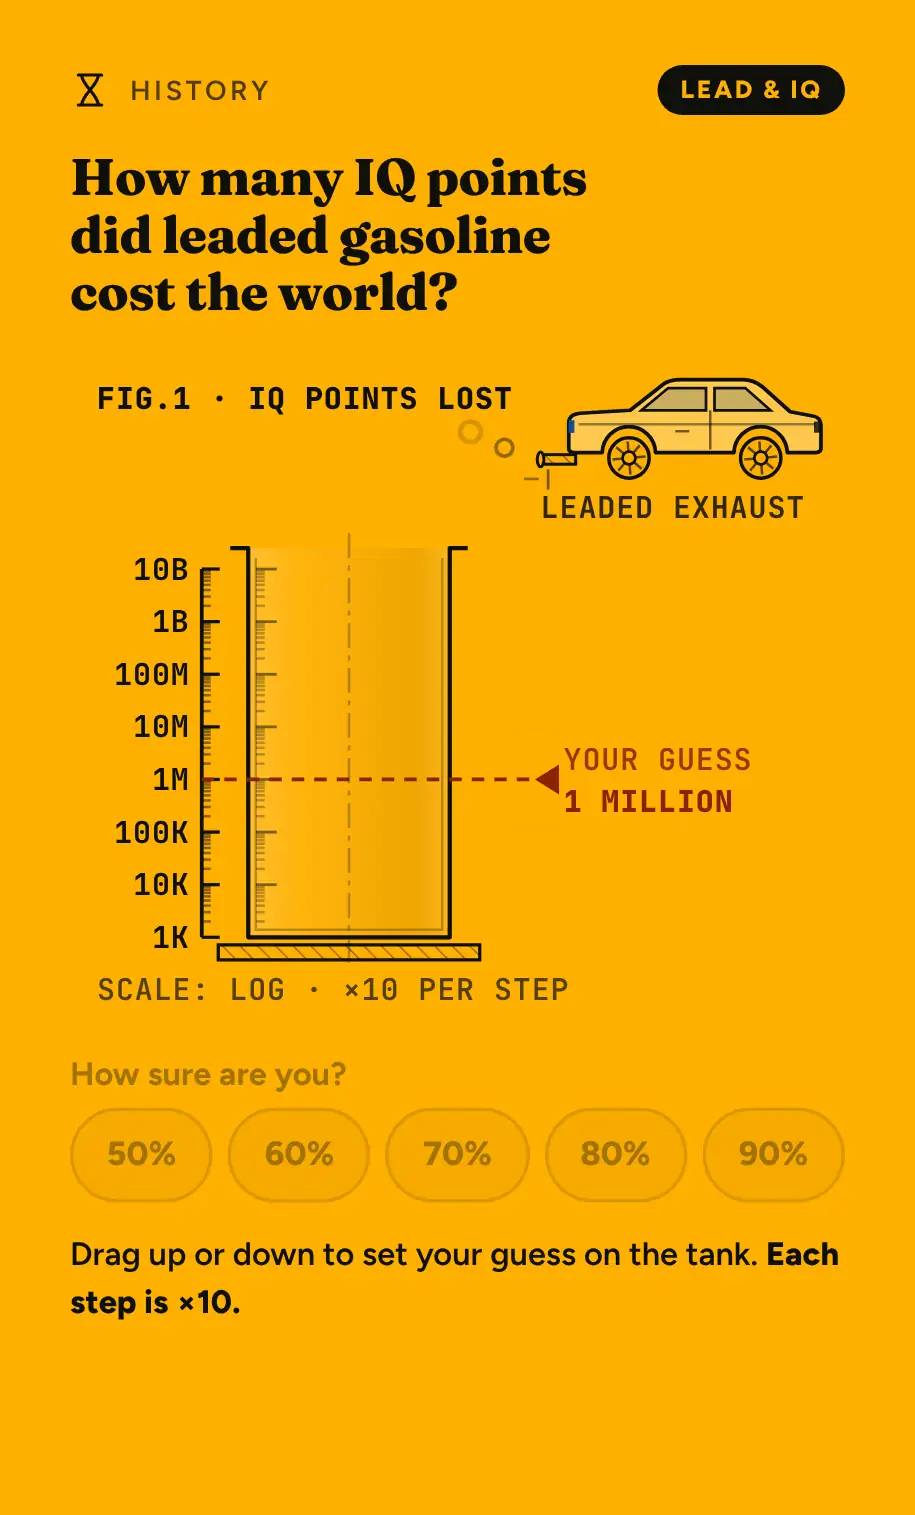 HISTORY
LEAD & IQ
How many IQ points
did leaded gasoline
cost the world?
FIG.1 · IQ POINTS LOST
LEADED EXHAUST
10B
1B
100M
10M
1M
100K
10K
1K
YOUR GUESS
1 MILLION
SCALE: LOG · ×10 PER STEP
How sure are you?
50%
60%
70%
80%
90%
Drag up or down to set your guess on the tank. Each
step is ×10.